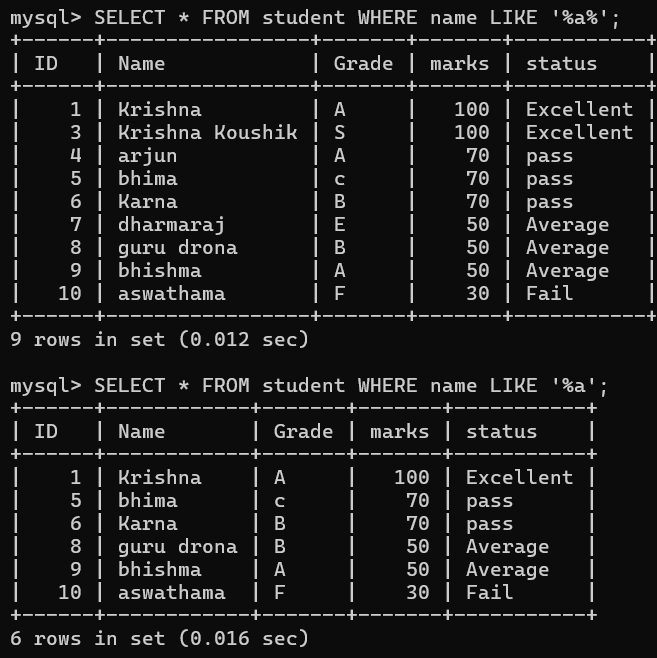 mysql> SELECT * FROM student WHERE name LIKE '%a%';
+------+-----------------+-------+-------+-----------+
| ID   | Name            | Grade | marks | status    |
+------+-----------------+-------+-------+-----------+
|    1 | Krishna         | A     |   100 | Excellent |
|    3 | Krishna Koushik | S     |   100 | Excellent |
|    4 | arjun           | A     |    70 | pass      |
|    5 | bhima           | c     |    70 | pass      |
|    6 | Karna           | B     |    70 | pass      |
|    7 | dharmaraj       | E     |    50 | Average   |
|    8 | guru drona      | B     |    50 | Average   |
|    9 | bhishma         | A     |    50 | Average   |
|   10 | aswathama       | F     |    30 | Fail      |
+------+-----------------+-------+-------+-----------+
9 rows in set (0.012 sec)

mysql> SELECT * FROM student WHERE name LIKE '%a';
+------+------------+-------+-------+-----------+
| ID   | Name       | Grade | marks | status    |
+------+------------+-------+-------+-----------+
|    1 | Krishna    | A     |   100 | Excellent |
|    5 | bhima      | c     |    70 | pass      |
|    6 | Karna      | B     |    70 | pass      |
|    8 | guru drona | B     |    50 | Average   |
|    9 | bhishma    | A     |    50 | Average   |
|   10 | aswathama  | F     |    30 | Fail      |
+------+------------+-------+-------+-----------+
6 rows in set (0.016 sec)